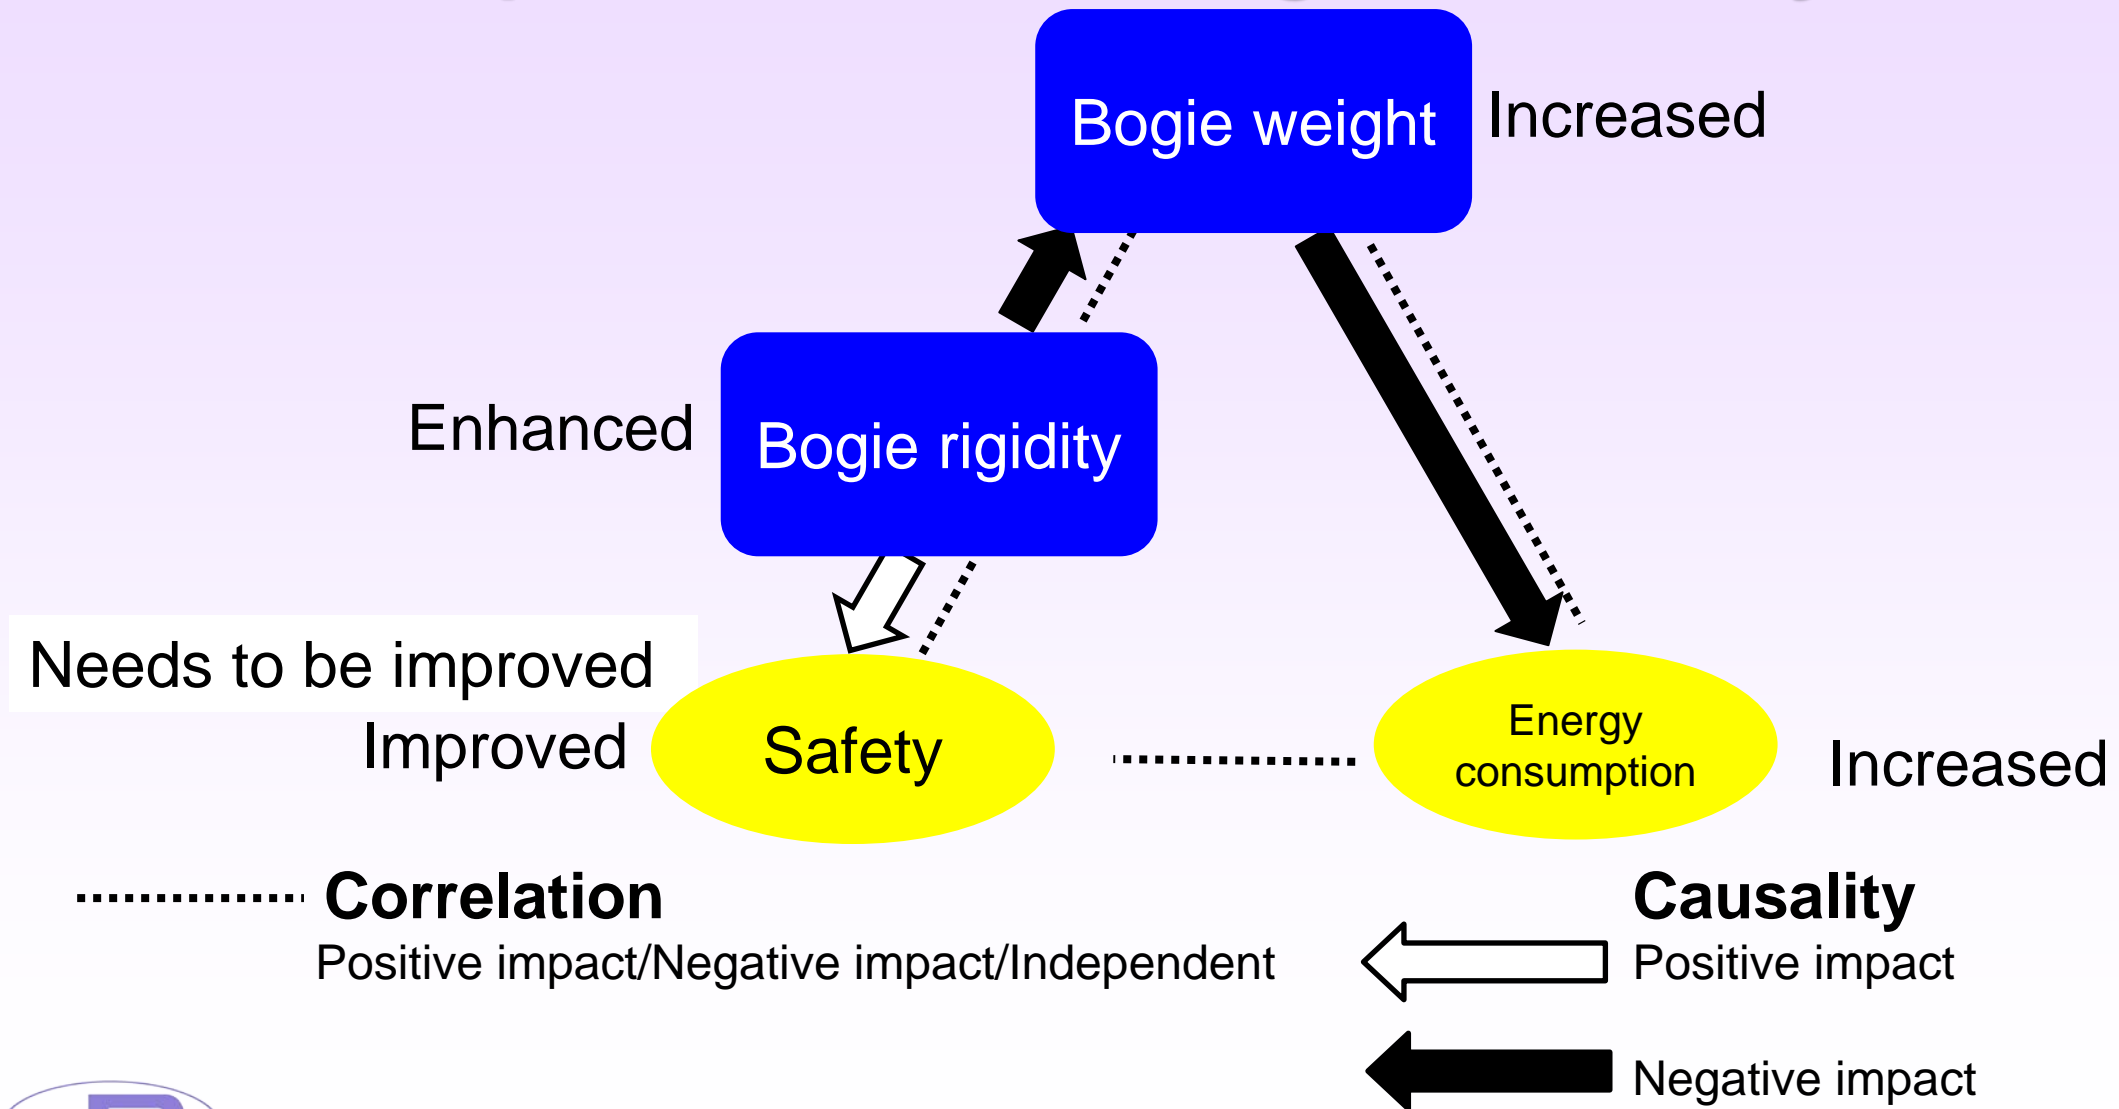 Bogie weight
Increased
Enhanced
Bogie rigidity
Needs to be improved
Improved
Safety
Energy
consumption
Increased
Correlation
Positive impact/Negative impact/Independent
Causality
Positive impact
Negative impact